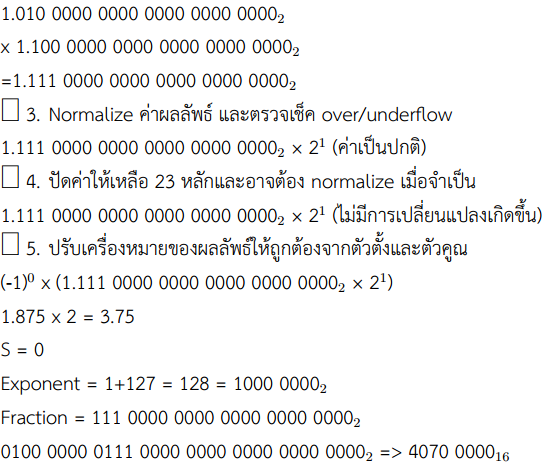 1.010 0000 0000 0000 0000 0000₂
x 1.100 0000 0000 0000 0000 0000₂
=1.111 0000 0000 0000 0000 0000₂
□ 3. Normalize ค่าผลลัพธ์ และตรวจเช็ค over/underflow
1.111 0000 0000 0000 0000 0000₂ × 2¹ (ค่าเป็นปกติ)
□ 4. ปัดค่าให้เหลือ 23 หลักและอาจต้อง normalize เมื่อจำเป็น
1.111 0000 0000 0000 0000 0000₂ × 2¹ (ไม่มีการเปลี่ยนแปลงเกิดขึ้น)
□ 5. ปรับเครื่องหมายของผลลัพธ์ให้ถูกต้องจากตัวตั้งและตัวคูณ
(-1)⁰ x (1.111 0000 0000 0000 0000 0000₂ × 2¹)
1.875 x 2 = 3.75
S = 0
Exponent = 1+127 = 128 = 1000 0000₂
Fraction = 111 0000 0000 0000 0000 0000₂
0100 0000 0111 0000 0000 0000 0000 0000₂ => 4070 0000₁₆